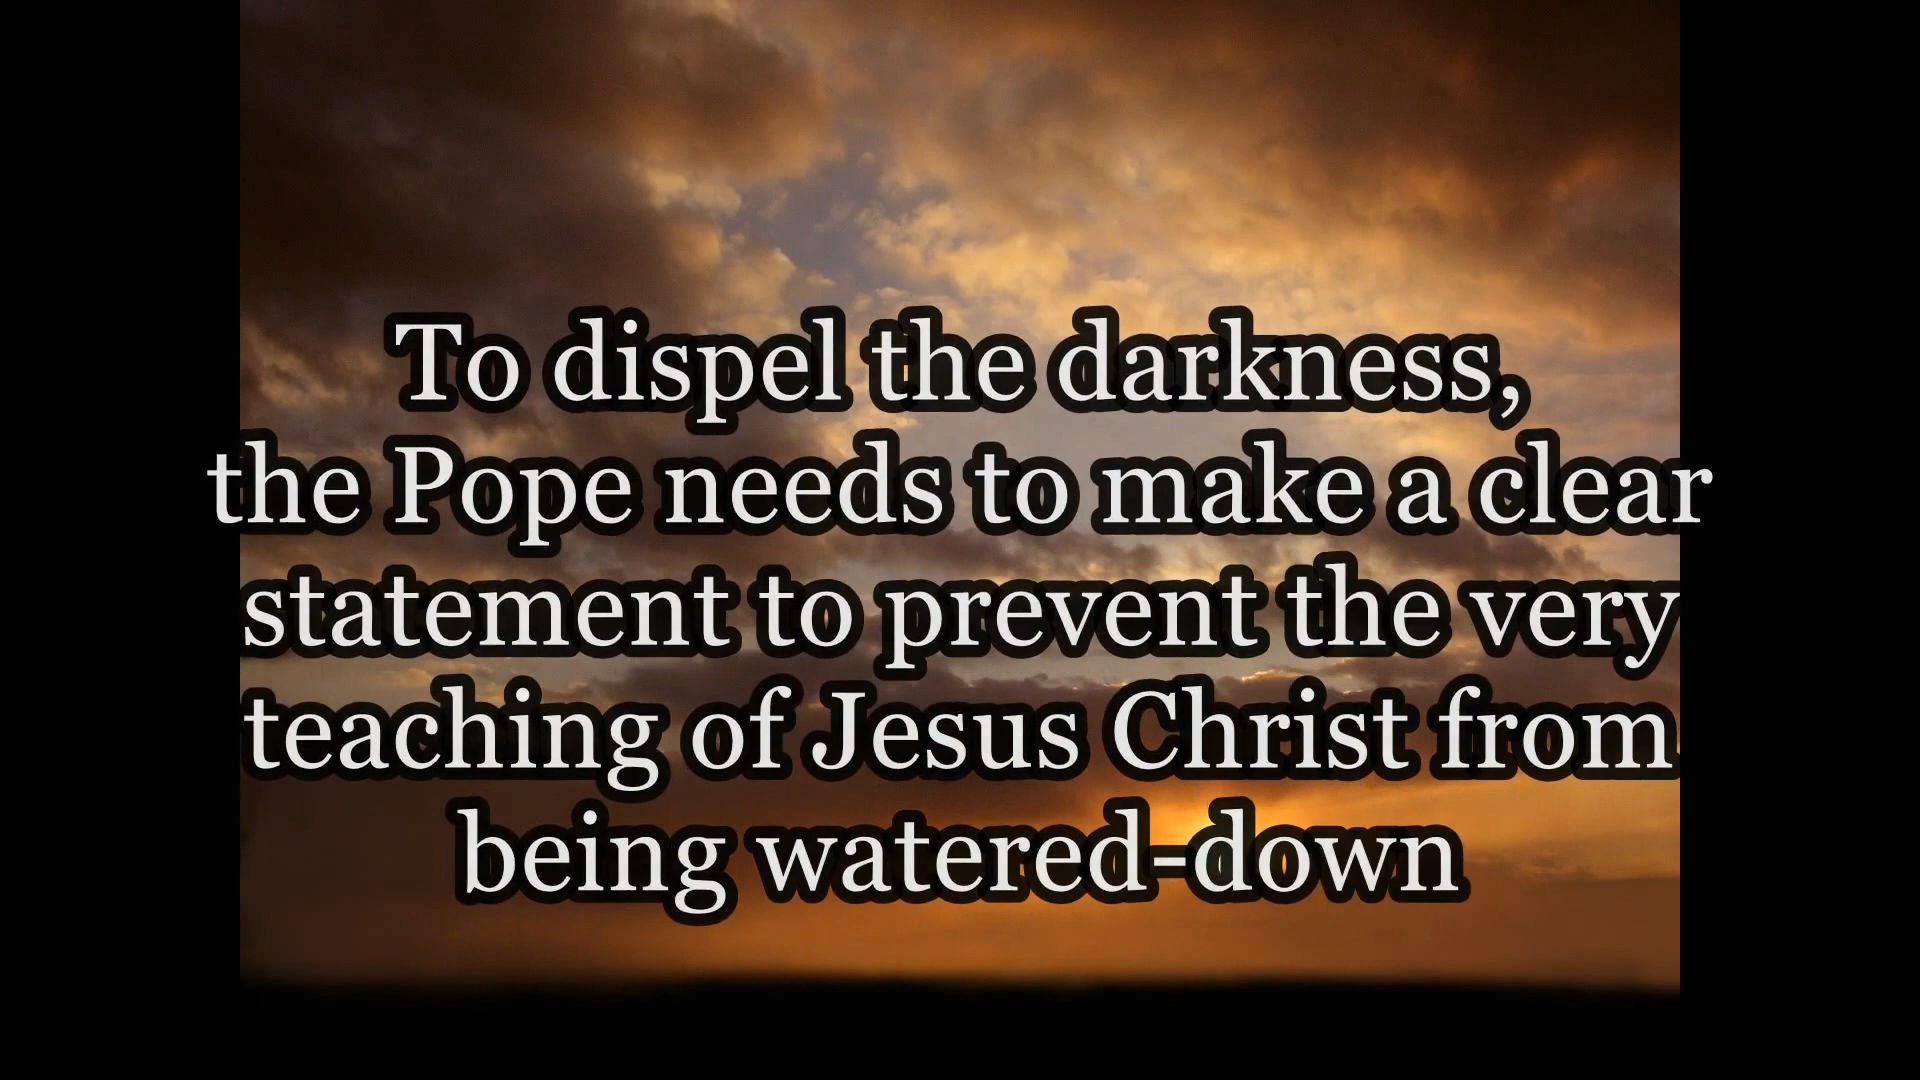 To dispel the darkness,
the Pope needs to make a clear
statement to prevent the very
teaching of Jesus Christ from
being watered-down